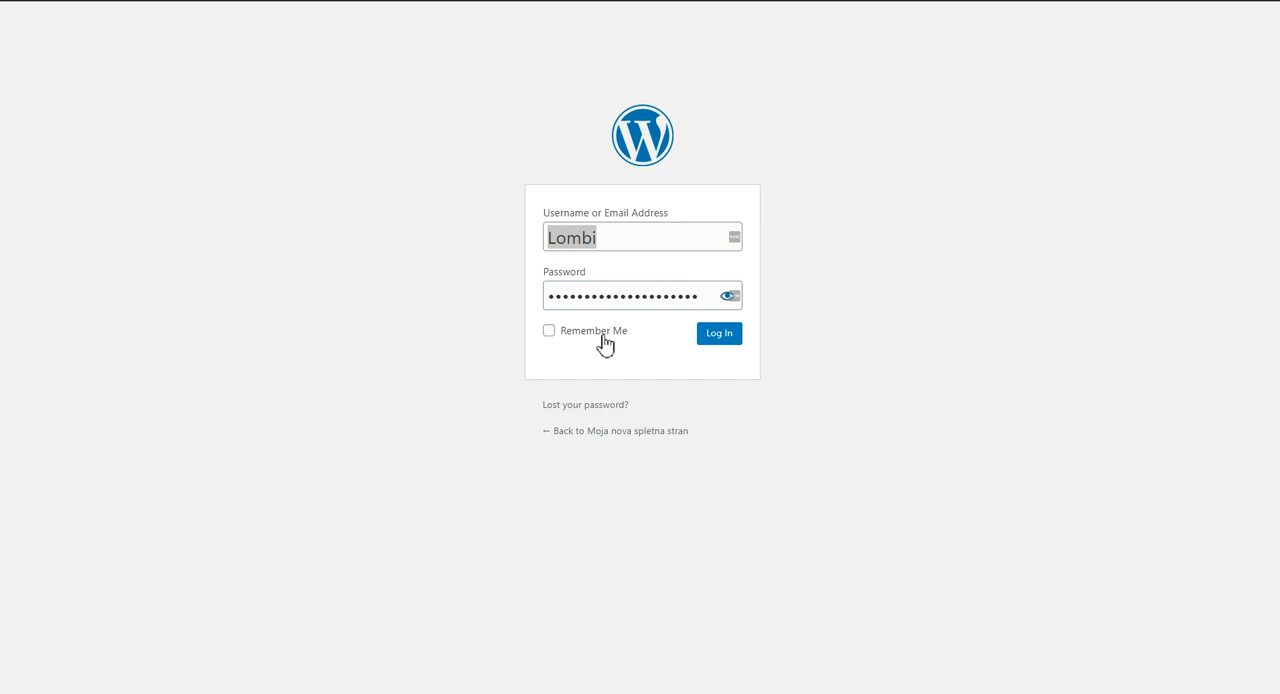 Username or Email Address
Lombi
Password
Remember Me
Log In
Lost your password?
← Back to Moja nova spletna stran